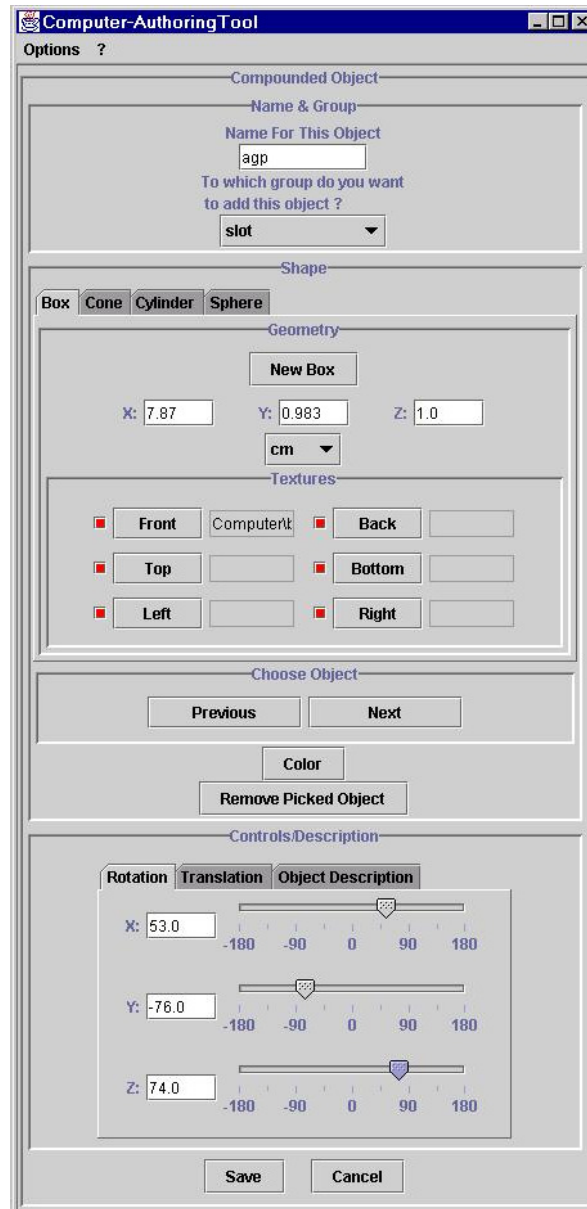 Computer-AuthoringTool
Options ?
Compounded Object
Name & Group
Name For This Object
agp
To which group do you want
to add this object ?
slot
Shape
Box Cone Cylinder Sphere
Geometry
New Box
X: 7.87 Y: 0.983 Z: 1.0
cm
Textures
Front Computer\t Back
Top Bottom
Left Right
Choose Object
Previous Next
Color
Remove Picked Object
Controls/Description
Rotation Translation Object Description
X: 53.0
-180 -90 0 90 180
Y: -76.0
-180 -90 0 90 180
Z: 74.0
-180 -90 0 90 180
Save Cancel